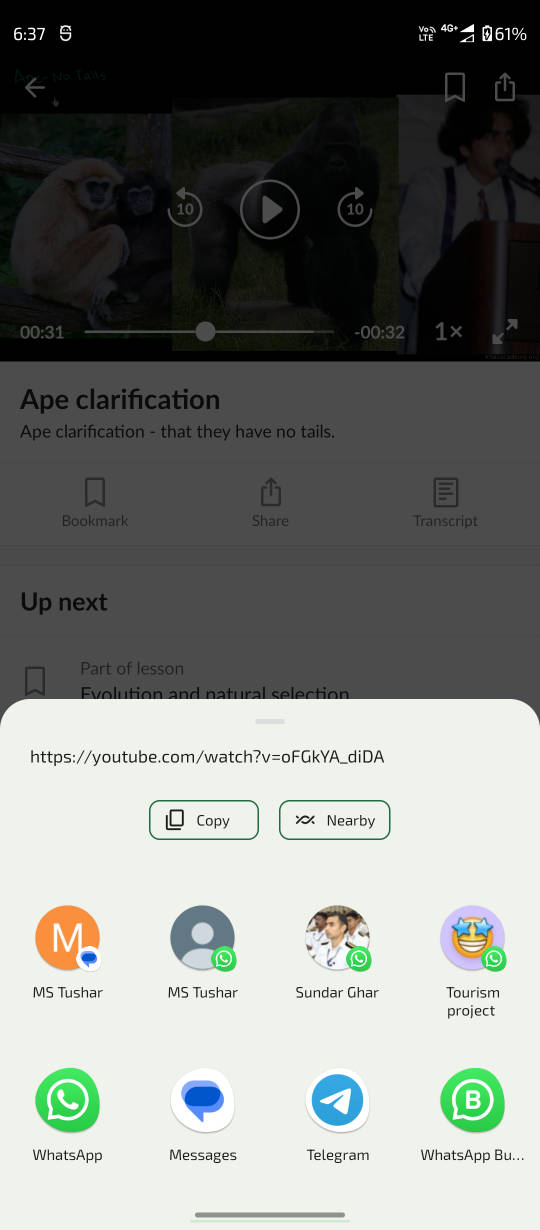 6:37
Vo
LTE
4G+
61%
Ape - No Tails
10
10
00:31
-00:32
1×
Ape clarification
Ape clarification - that they have no tails.
Bookmark
Share
Transcript
Up next
Part of lesson
Evolution and natural selection
https://youtube.com/watch?v=oFGkYA_diDA
Copy
Nearby
M
MS Tushar
MS Tushar
Sundar Ghar
Tourism
project
B
WhatsApp
Messages
Telegram
WhatsApp Bu...